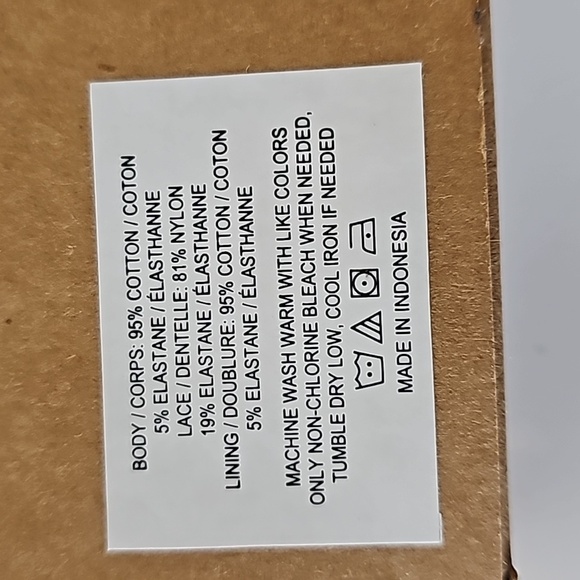 BODY / CORPS: 95% COTTON / COTON
5% ELASTANE / ÉLASTHANNE
LACE / DENTELLE: 81% NYLON
19% ELASTANE / ÉLASTHANNE
LINING / DOUBLURE: 95% COTTON / COTON
5% ELASTANE / ÉLASTHANNE
MACHINE WASH WARM WITH LIKE COLORS
ONLY NON-CHLORINE BLEACH WHEN NEEDED,
TUMBLE DRY LOW, COOL IRON IF NEEDED
MADE IN INDONESIA